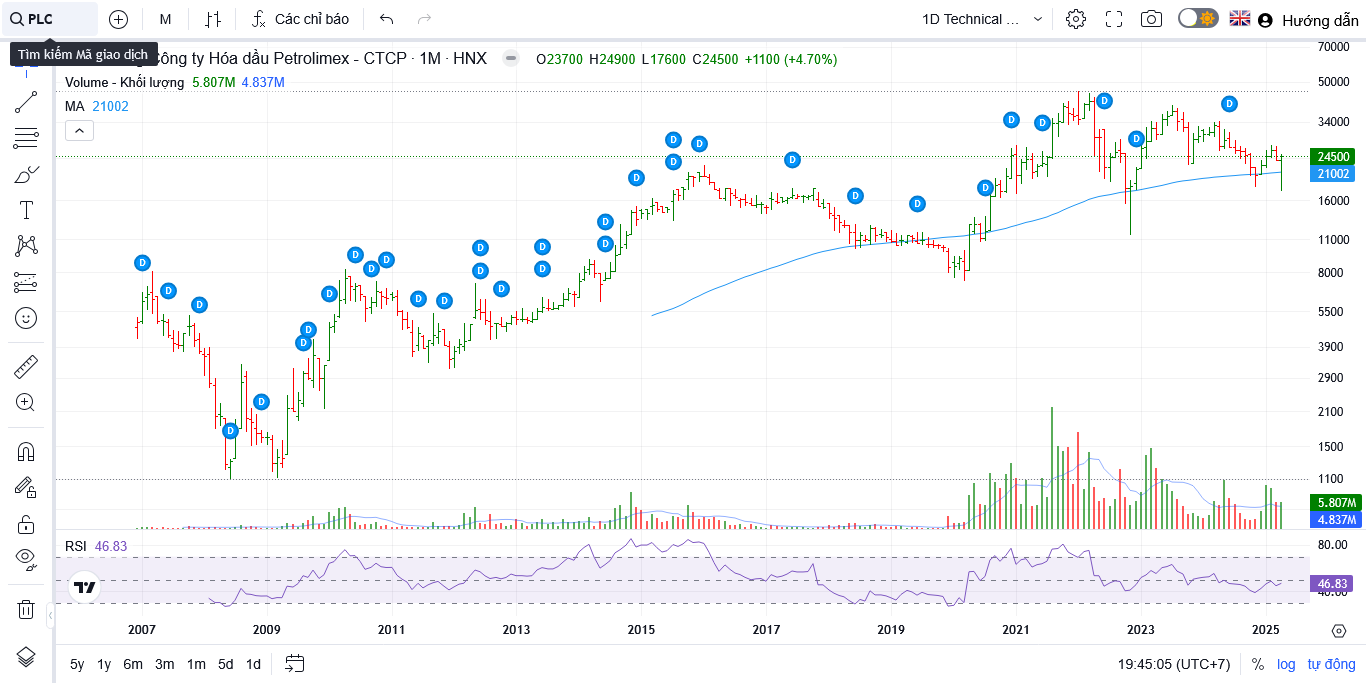 PLC
M
Các chỉ báo
1D Technical ...
Hướng dẫn
Tìm kiếm Mã giao dịch
Công ty Hóa dầu Petrolimex - CTCP · 1M · HNX
O23700 H24900 L17600 C24500 +1100 (+4.70%)
Volume - Khối lượng 5.807M 4.837M
MA 21002
70000
50000
34000
24500
21002
16000
11000
8000
5500
3900
2900
2100
1500
1100
5.807M
4.837M
D D D D D D D D D D D D D D D D D D D D D D D D D D D D D D D D D D D
RSI 46.83
80.00
46.83
40.00
2007 2009 2011 2013 2015 2017 2019 2021 2023 2025
5y 1y 6m 3m 1m 5d 1d
19:45:05 (UTC+7) % log tự động